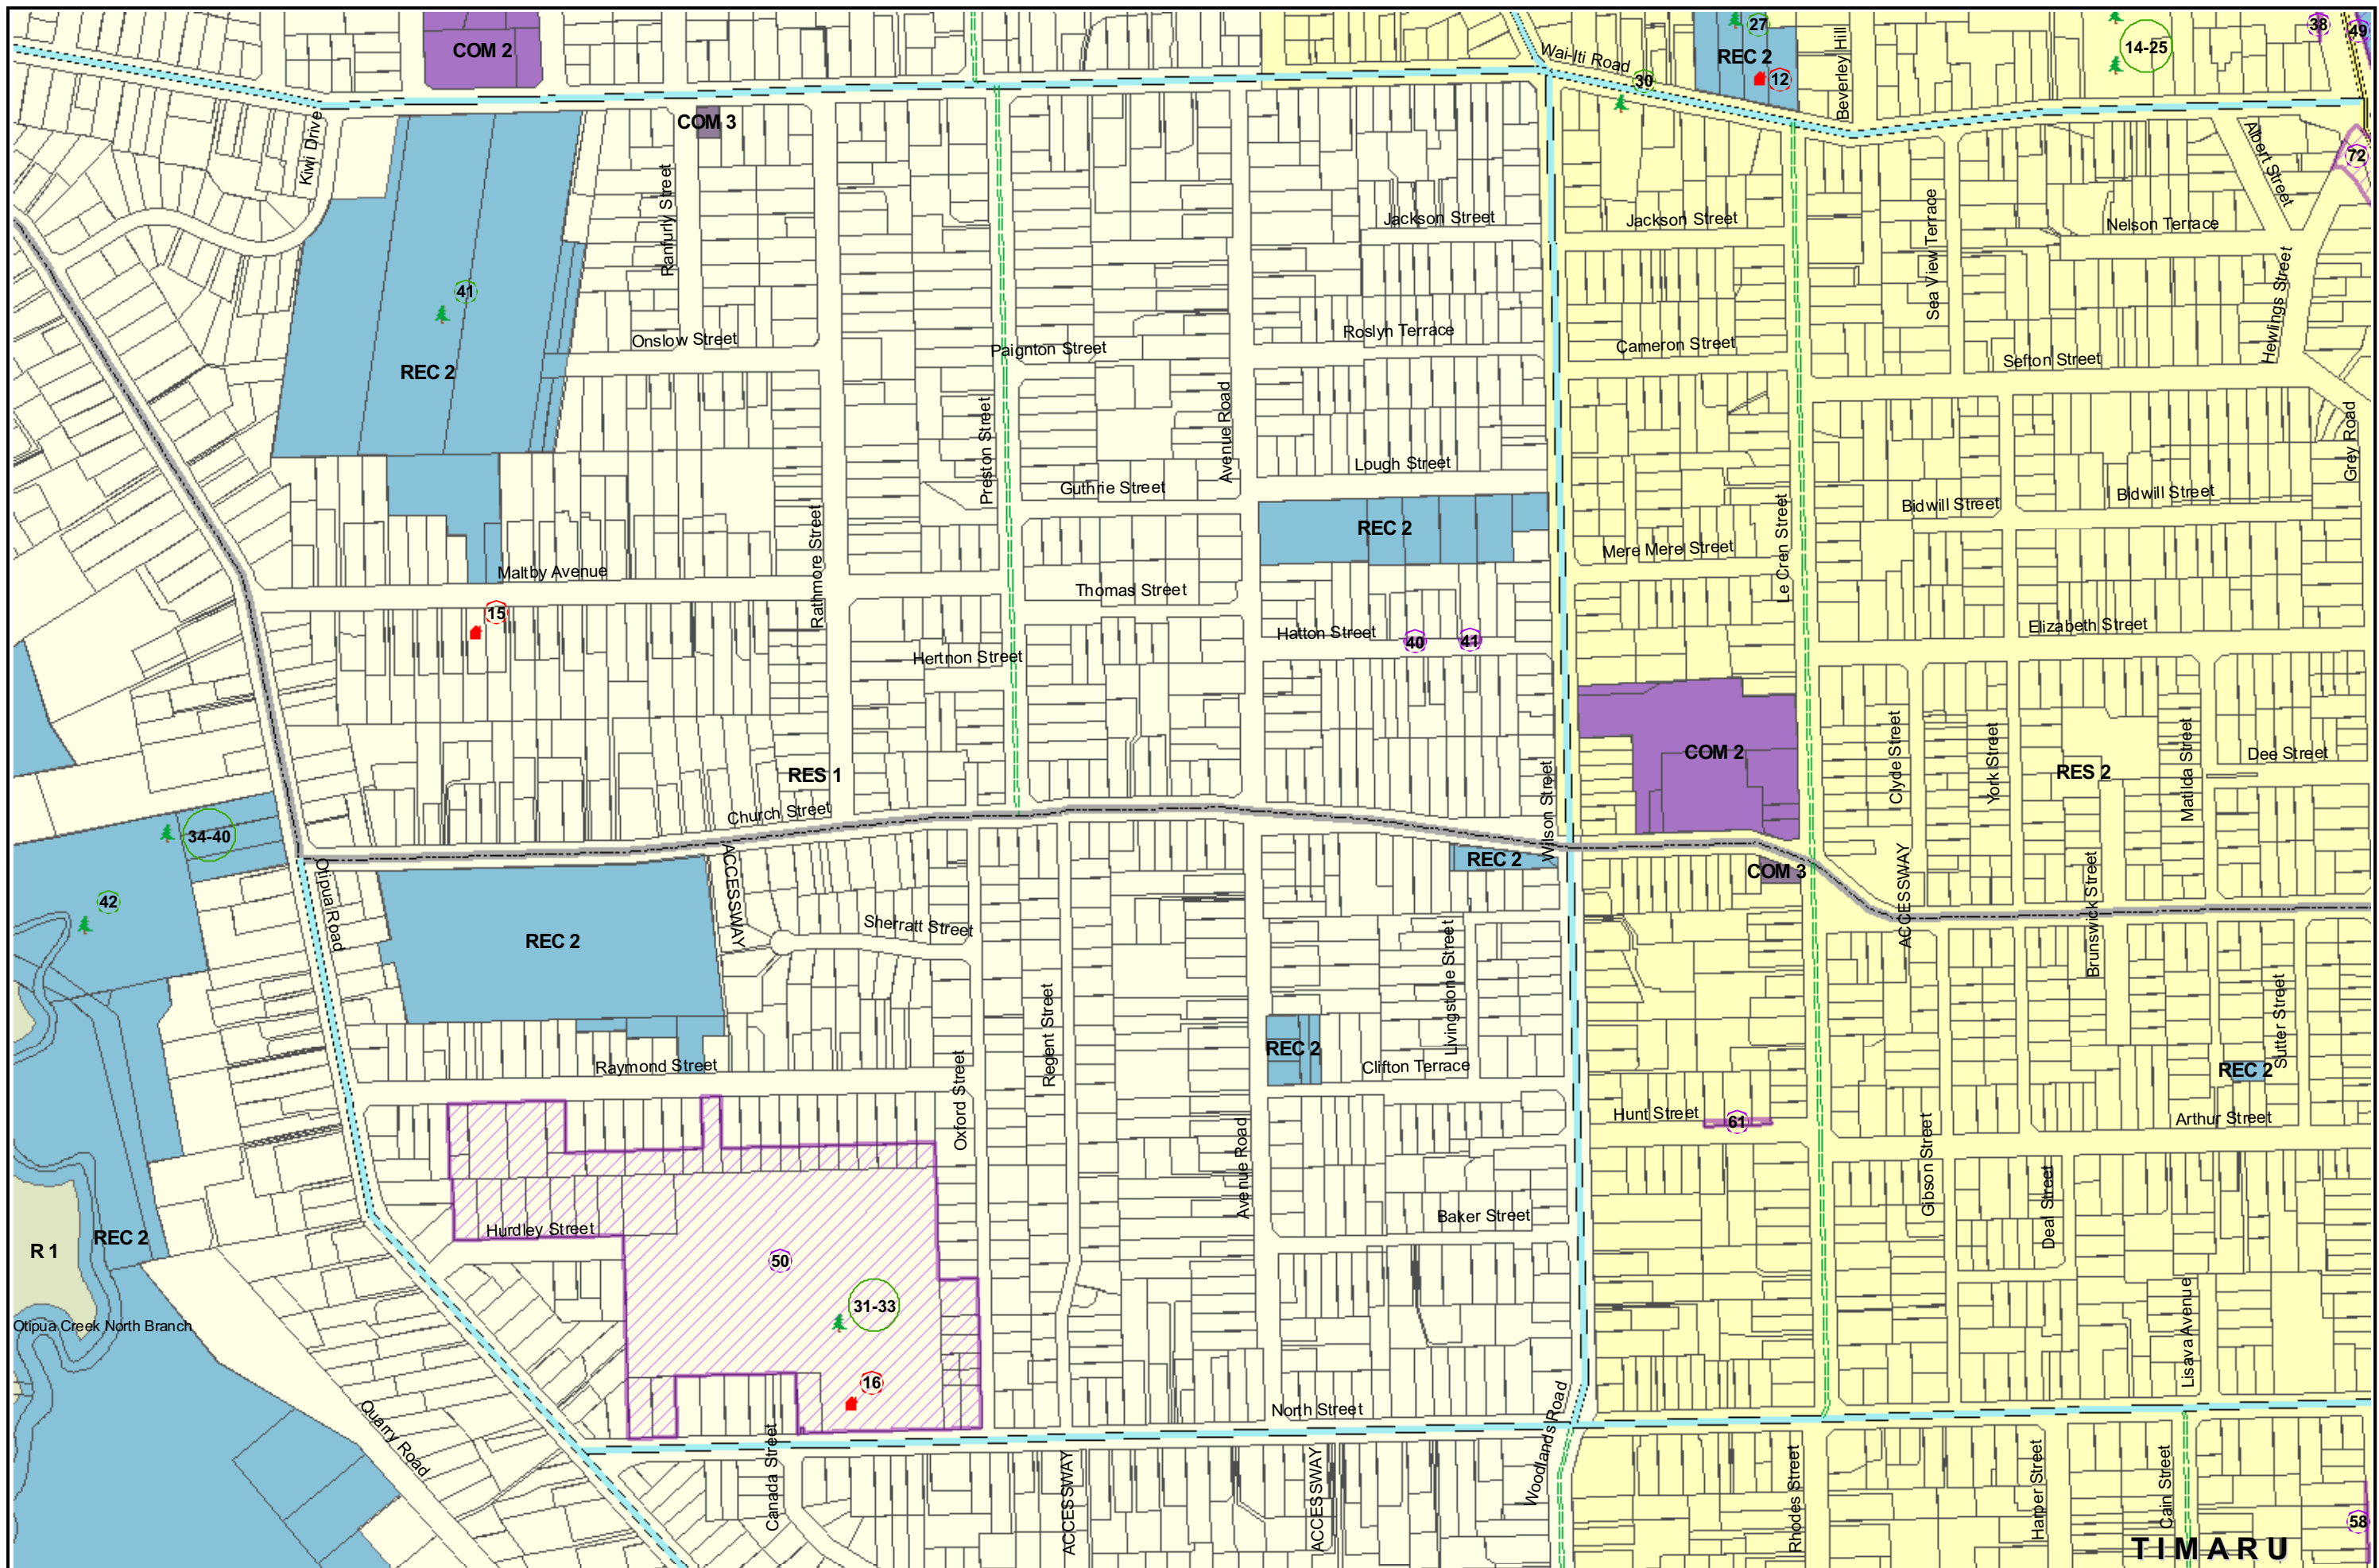 COM 2
Wai-Iti Road
27
REC 2
12
30
Beverley Hill
14-25
38
49
COM 3
Kiwi Drive
Albert Street
72
Ranfurly Street
Jackson Street
Jackson Street
Sea View Terrace
Nelson Terrace
41
REC 2
Onslow Street
Paignton Street
Roslyn Terrace
Cameron Street
Sefton Street
Hewlings Street
Preston Street
Avenue Road
Lough Street
Guthrie Street
Grey Road
Bidwill Street
Bidwill Street
REC 2
Le Cren Street
Mere Mere Street
Rathmore Street
Maltby Avenue
15
Thomas Street
Hatton Street
40
41
Elizabeth Street
Hertnon Street
COM 2
RES 1
Church Street
Wilson Street
Clyde Street
York Street
RES 2
Matilda Street
Dee Street
34-40
42
Otipua Road
ACCESSWAY
REC 2
COM 3
ACCESSWAY
Brunswick Street
REC 2
Sherratt Street
Livingstone Street
Regent Street
REC 2
Clifton Terrace
Sutter Street
REC 2
Raymond Street
Oxford Street
Hunt Street
61
Arthur Street
Gibson Street
Avenue Road
Deal Street
Baker Street
Hurdley Street
R 1
REC 2
50
31-33
Otipua Creek North Branch
Lisava Avenue
16
North Street
Quarry Road
Canada Street
ACCESSWAY
ACCESSWAY
Woodlands Road
Rhodes Street
Harper Street
Cain Street
58
TIMARU